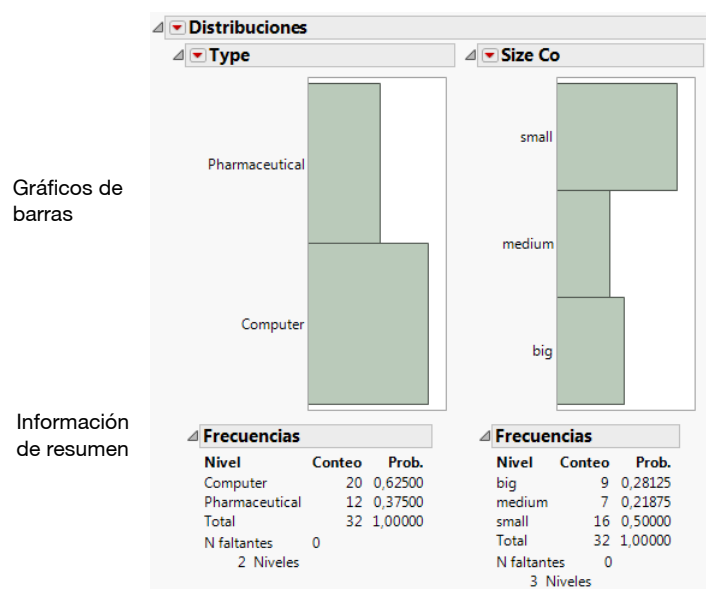 Distribuciones
Type
Pharmaceutical
Computer
Frecuencias
Nivel Conteo Prob.
Computer 20 0,62500
Pharmaceutical 12 0,37500
Total 32 1,00000
N faltantes 0
2 Niveles
Size Co
small
medium
big
Frecuencias
Nivel Conteo Prob.
big 9 0,28125
medium 7 0,21875
small 16 0,50000
Total 32 1,00000
N faltantes 0
3 Niveles
Gráficos de
barras
Información
de resumen